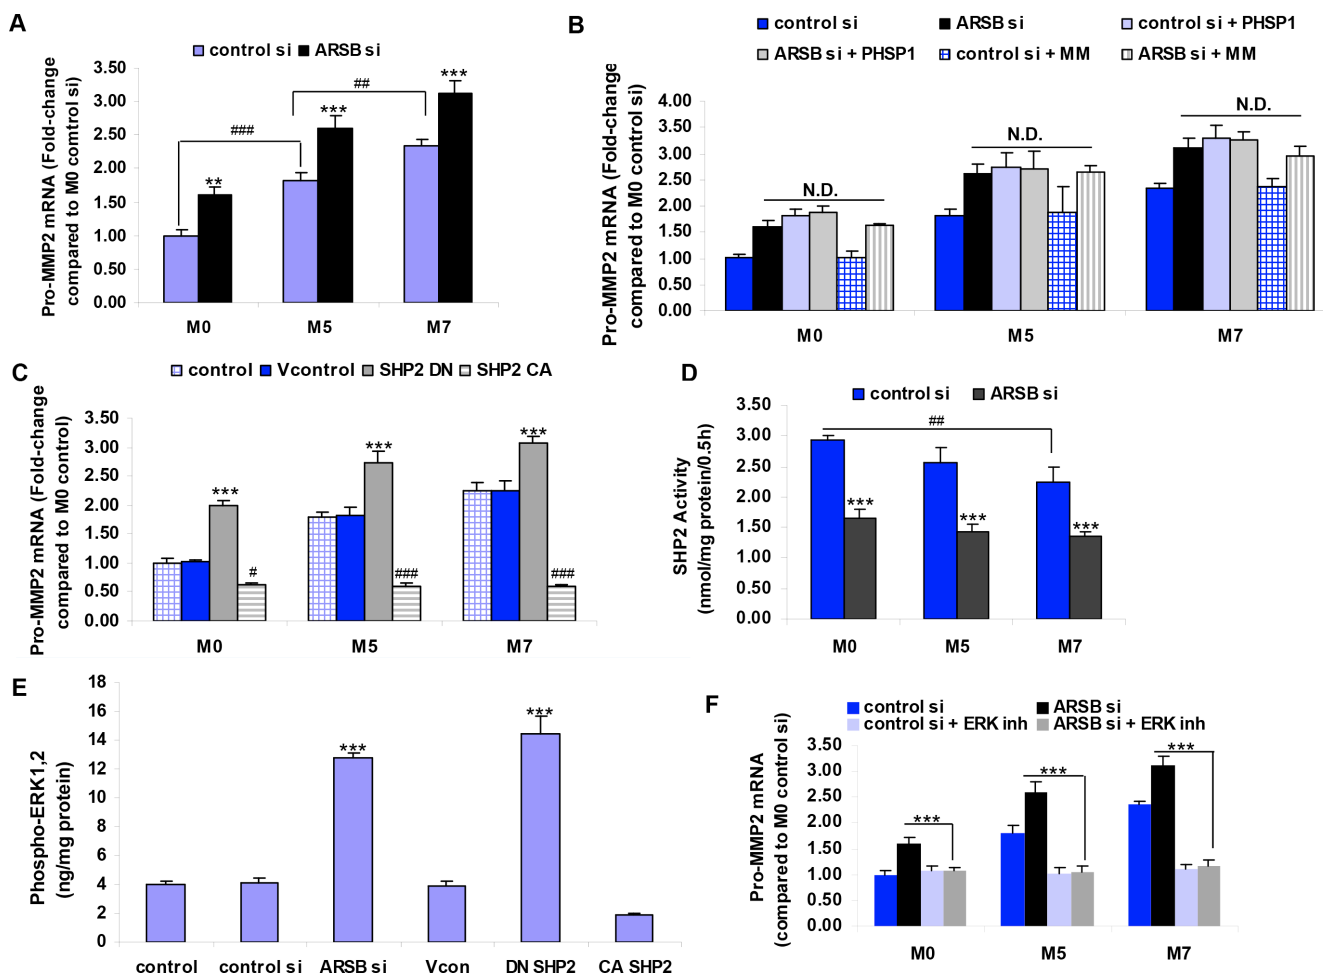 A
control si ARSB si
Pro-MMP2 mRNA (Fold-change
compared to M0 comtrol si)
3.50
3.00
2.50
2.00
1.50
1.00
0.50
0.00
###
**
***
##
***
M0 M5 M7
B
control si ARSB si control si + PHSP1
ARSB si + PHSP1 control si + MM ARSB si + MM
Pro-MMP2 mRNA (Fold-change
compared to M0 control si)
4.00
3.50
3.00
2.50
2.00
1.50
1.00
0.50
0.00
N.D.
N.D.
N.D.
M0 M5 M7
C
control Vcontrol SHP2 DN SHP2 CA
Pro-MMP2 mRNA (Fold-change
compared to M0 control)
3.50
3.00
2.50
2.00
1.50
1.00
0.50
0.00
***
#
***
###
***
###
M0 M5 M7
D
control si ARSB si
SHP2 Activity
(nmol/mg protein/0.5h)
3.50
3.00
2.50
2.00
1.50
1.00
0.50
0.00
##
***
***
***
M0 M5 M7
E
Phospho-ERK1,2
(ng/mg protein)
18
16
14
12
10
8
6
4
2
0
***
***
control control si ARSB si Vcon DN SHP2 CA SHP2
F
control si ARSB si
control si + ERK inh ARSB si + ERK inh
Pro-MMP2 mRNA
(compared to M0 control si)
3.50
3.00
2.50
2.00
1.50
1.00
0.50
0.00
***
***
***
M0 M5 M7